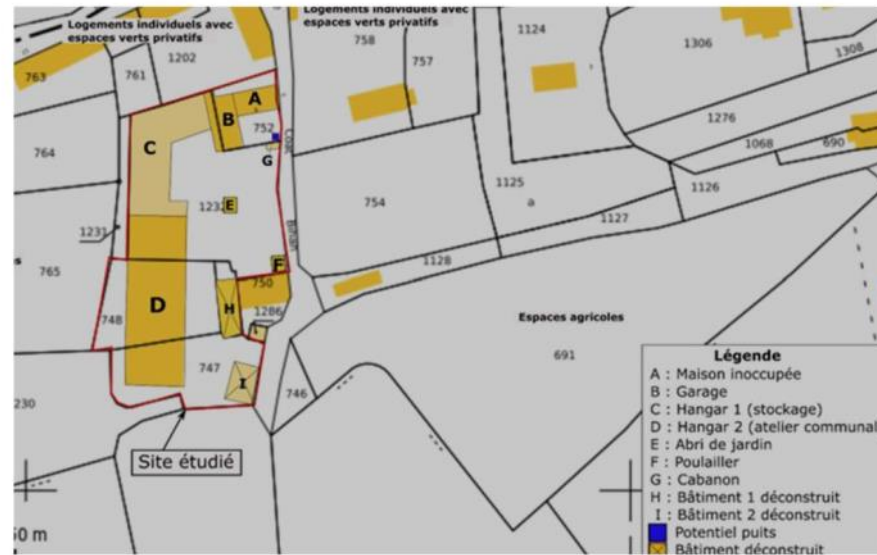 Logements individuels avec
espaces verts privatifs
Logements individuels avec
espaces verts privatifs
758
757
1124
1306
1308
763
761
1202
A
B
752
C
G
Coat
764
1276
1068
690
1125
a
1126
754
1232
E
1127
1231
Bihan
765
1128
F
750
D
H
1286
748
Espaces agricoles
747
I
746
691
230
Site étudié
50 m
Légende
A : Maison inoccupée
B : Garage
C : Hangar 1 (stockage)
D : Hangar 2 (atelier communal
E : Abri de jardin
F : Poulailler
G : Cabanon
H : Bâtiment 1 déconstruit
I : Bâtiment 2 déconstruit
Potentiel puits
Bâtiment déconstruit